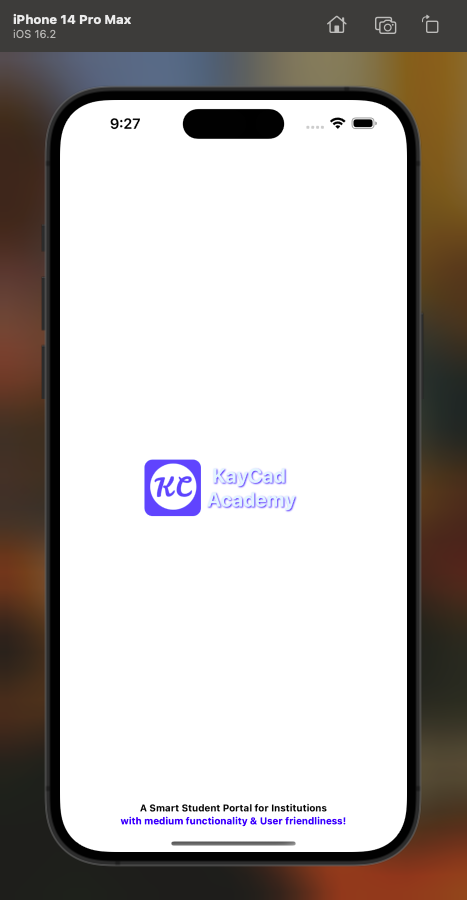 iPhone 14 Pro Max
iOS 16.2
9:27
KC
KayCad
Academy
A Smart Student Portal for Institutions
with medium functionality & User friendliness!